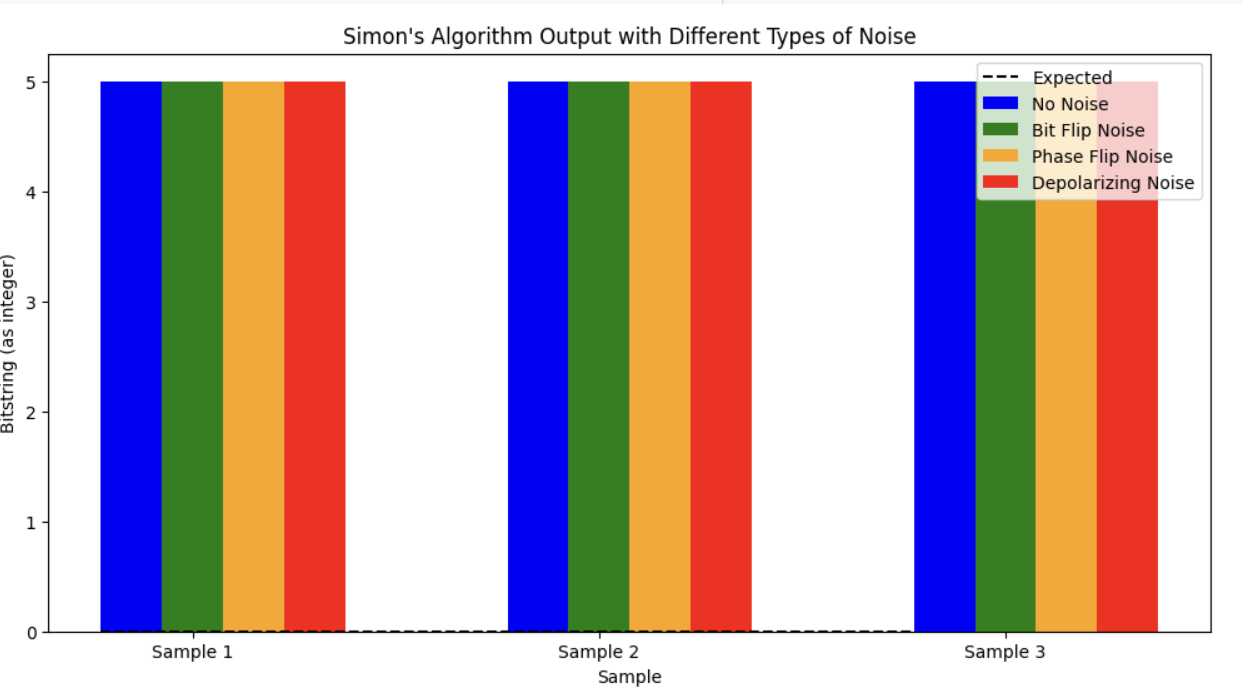 Simon's Algorithm Output with Different Types of Noise
Expected
No Noise
Bit Flip Noise
Phase Flip Noise
Depolarizing Noise
5
4
3
2
1
0
Bitstring (as integer)
Sample 1
Sample 2
Sample 3
Sample